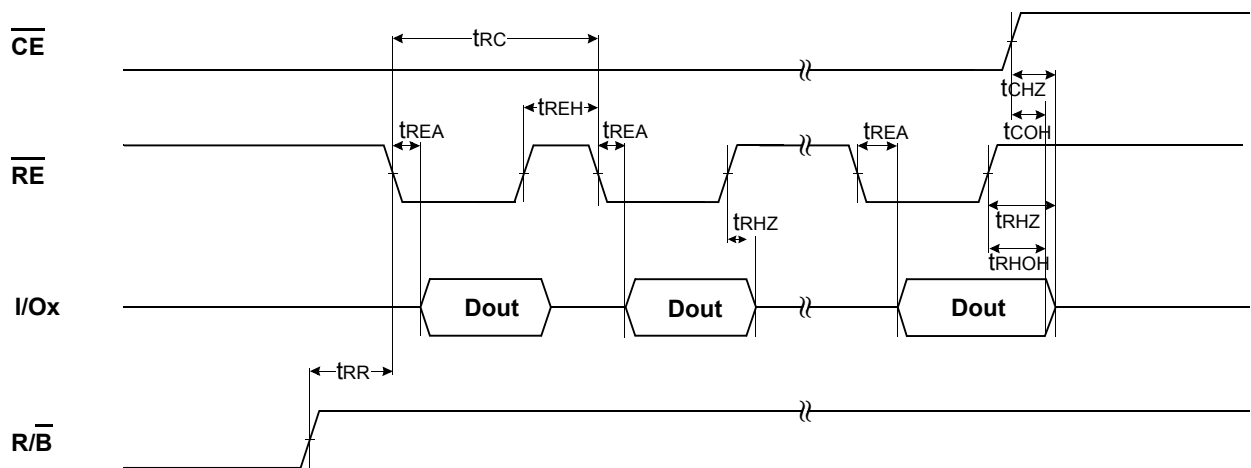 CE
tRC
tCHZ
tREH
tCOH
tREA
tREA
tREA
RE
tRHZ
tRHZ
tRHOH
I/Ox
Dout
Dout
Dout
tRR
R/B